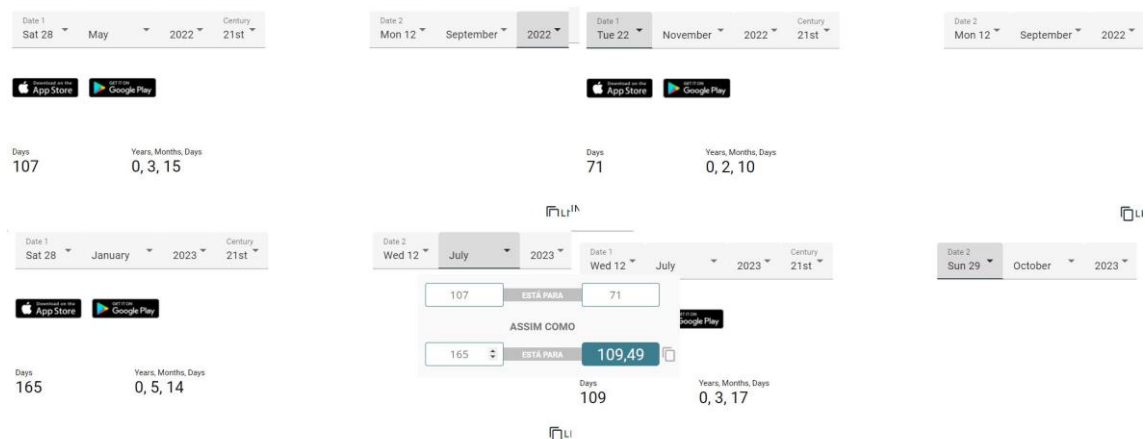 Date 1
Sat 28 May 2022
Century
21st
Date 2
Mon 12 September 2022
Date 1
Tue 22 November 2022
Century
21st
Date 2
Mon 12 September 2022
Download on the
App Store
GET IT ON
Google Play
Download on the
App Store
GET IT ON
Google Play
Days
107
Years, Months, Days
0, 3, 15
Days
71
Years, Months, Days
0, 2, 10
Date 1
Sat 28 January 2023
Century
21st
Date 2
Wed 12 July 2023
Date 1
Wed 12 July 2023
Century
21st
Date 2
Sun 29 October 2023
Download on the
App Store
GET IT ON
Google Play
107 ESTÁ PARA 71
ASSIM COMO
165 ESTÁ PARA 109,49
Google Play
Days
165
Years, Months, Days
0, 5, 14
Days
109
Years, Months, Days
0, 3, 17